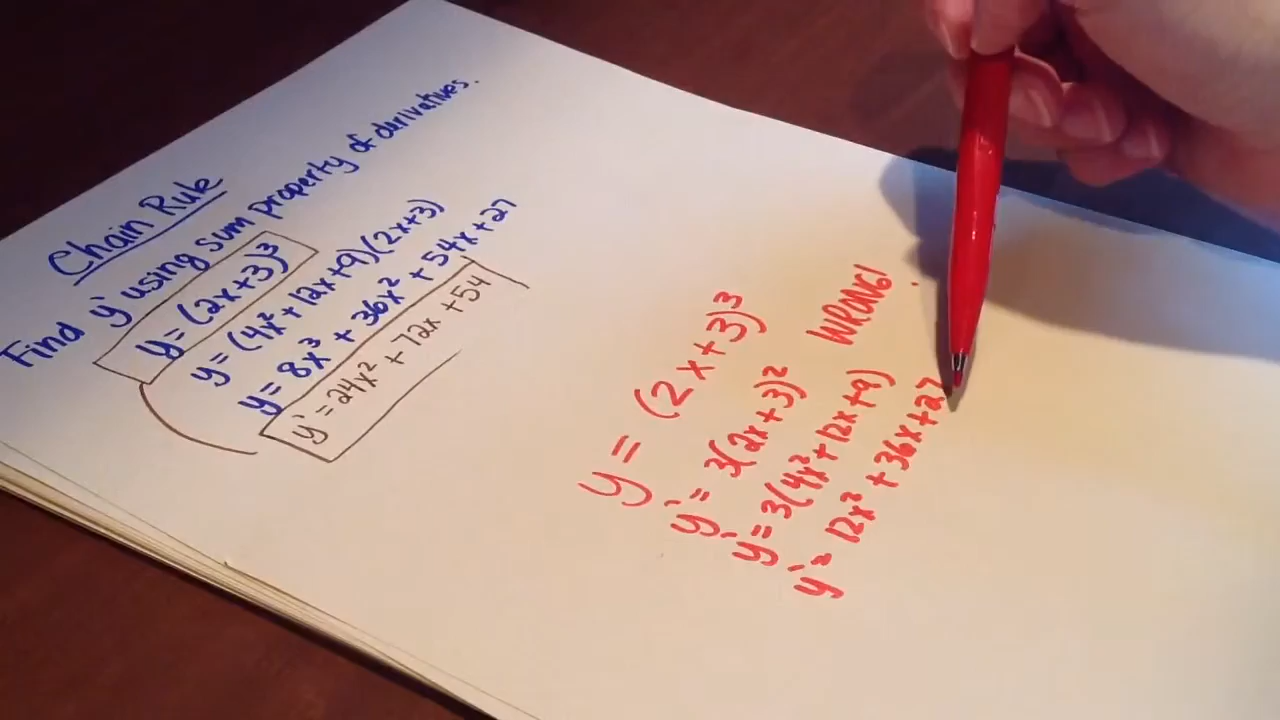 Chain Rule
Find y' using sum property of derivatives.
y = (2x+3)³
y = (4x²+12x+9)(2x+3)
y = 8x³ + 36x² + 54x+27
y' = 24x² + 72x + 54
y = (2x+3)³
y' = 3(2x+3)² WRONG!
y' = 3(4x²+12x+9)
y' = 12x² + 36x+27